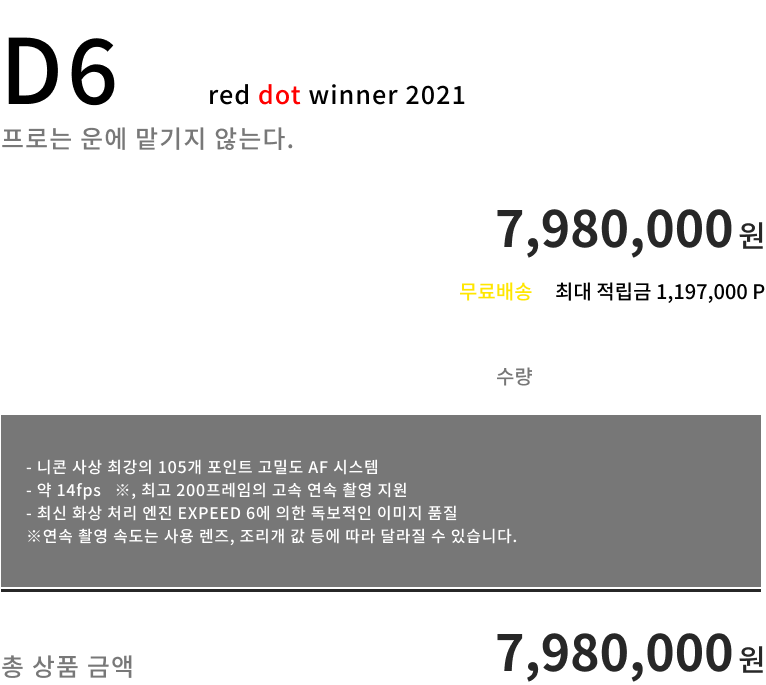 D6
red dot winner 2021
프로는 운에 맡기지 않는다.
7,980,000 원
무료배송 최대 적립금 1,197,000 P
수량
- 니콘 사상 최강의 105개 포인트 고밀도 AF 시스템
- 약 14fps ※, 최고 200프레임의 고속 연속 촬영 지원
- 최신 화상 처리 엔진 EXPEED 6에 의한 독보적인 이미지 품질
※연속 촬영 속도는 사용 렌즈, 조리개 값 등에 따라 달라질 수 있습니다.
총 상품 금액 7,980,000 원